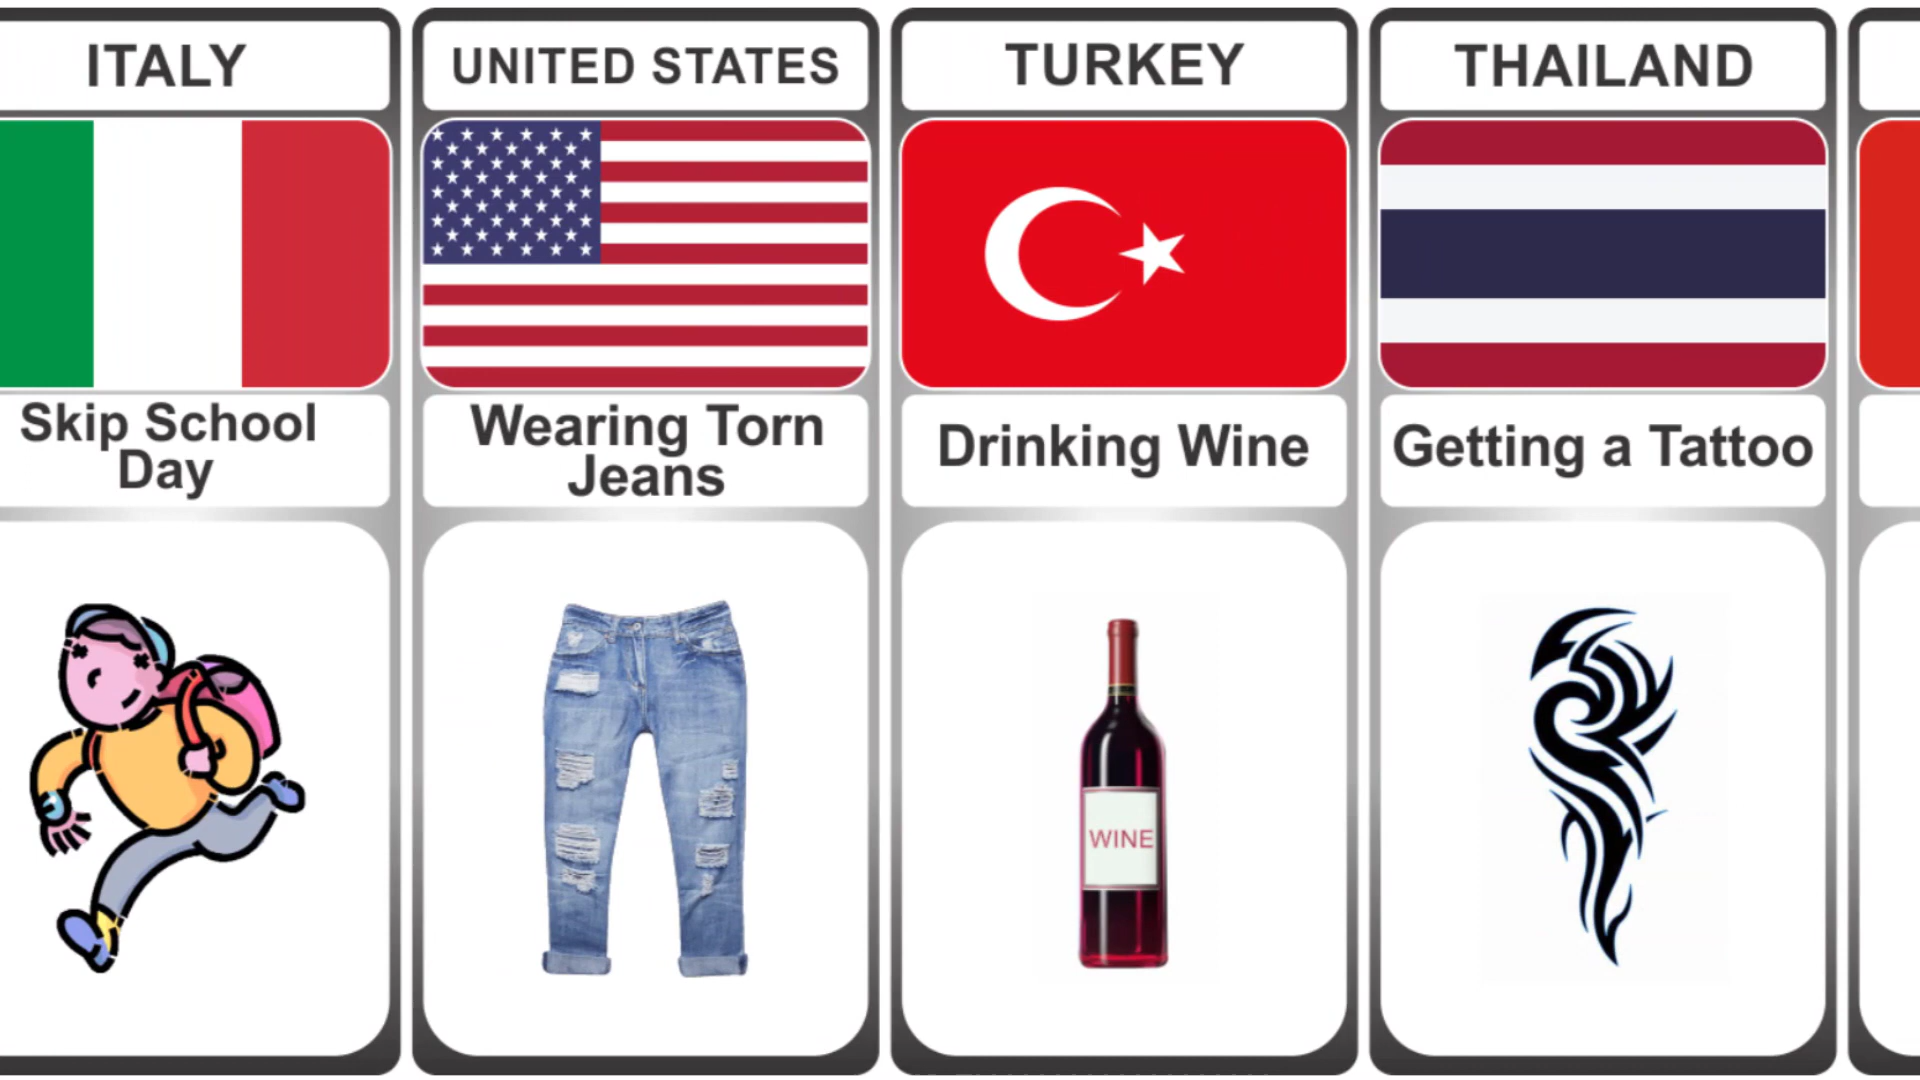 ITALY
UNITED STATES
TURKEY
THAILAND
Skip School
Day
Wearing Torn
Jeans
Drinking Wine
Getting a Tattoo
WINE